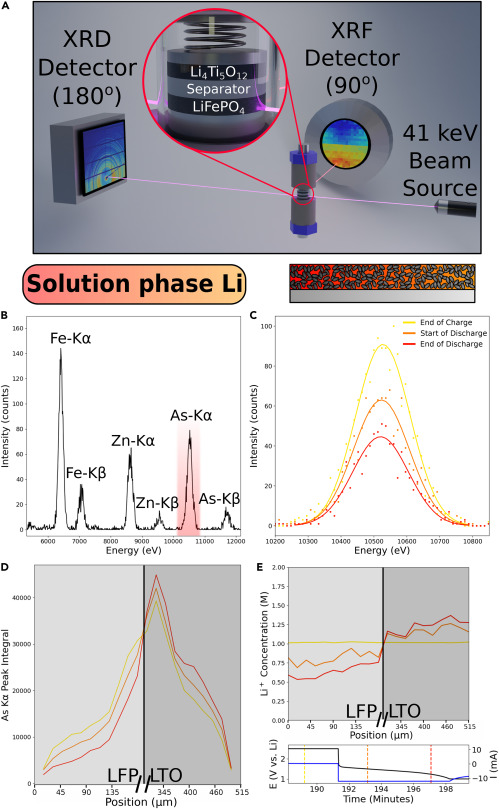 A
XRD
Detector
(180°)
Li₄Ti₅O₁₂
Separator
LiFePO₄
XRF
Detector
(90°)
41 keV
Beam
Source
Solution phase Li
B
Intensity (counts)
160
140
120
100
80
60
40
20
0
Fe-Kα
Fe-Kβ
Zn-Kα
Zn-Kβ
As-Kα
As-Kβ
6000 7000 8000 9000 10000 11000 12000
Energy (eV)
C
Intensity (counts)
100
80
60
40
20
0
End of Charge
Start of Discharge
End of Discharge
10200 10300 10400 10500 10600 10700 10800
Energy (eV)
D
As Kα Peak Integral
40000
30000
20000
10000
0
LFP LTO
0 45 90 135 345 400 460 515
Position (μm)
E
Li⁺ Concentration (M)
2.00
1.75
1.50
1.25
1.00
0.75
0.50
0.25
0.00
LFP LTO
0 45 90 135 345 400 460 515
Position (μm)
E (V vs. Li)
2
1
10
0
−10
I (mA)
190 192 194 196 198
Time (Minutes)